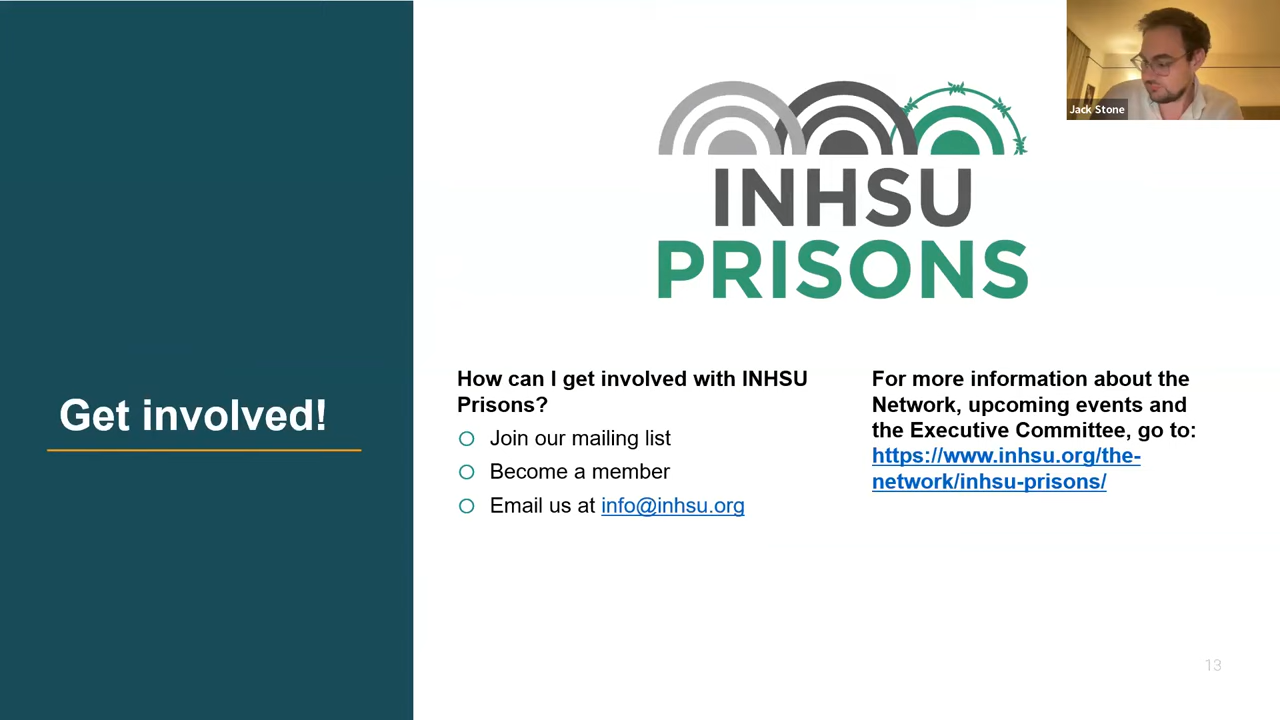 Jack Stone
INHSU
PRISONS
Get involved!
How can I get involved with INHSU
Prisons?
Join our mailing list
Become a member
Email us at info@inhsu.org
For more information about the
Network, upcoming events and
the Executive Committee, go to:
https://www.inhsu.org/the-
network/inhsu-prisons/
13